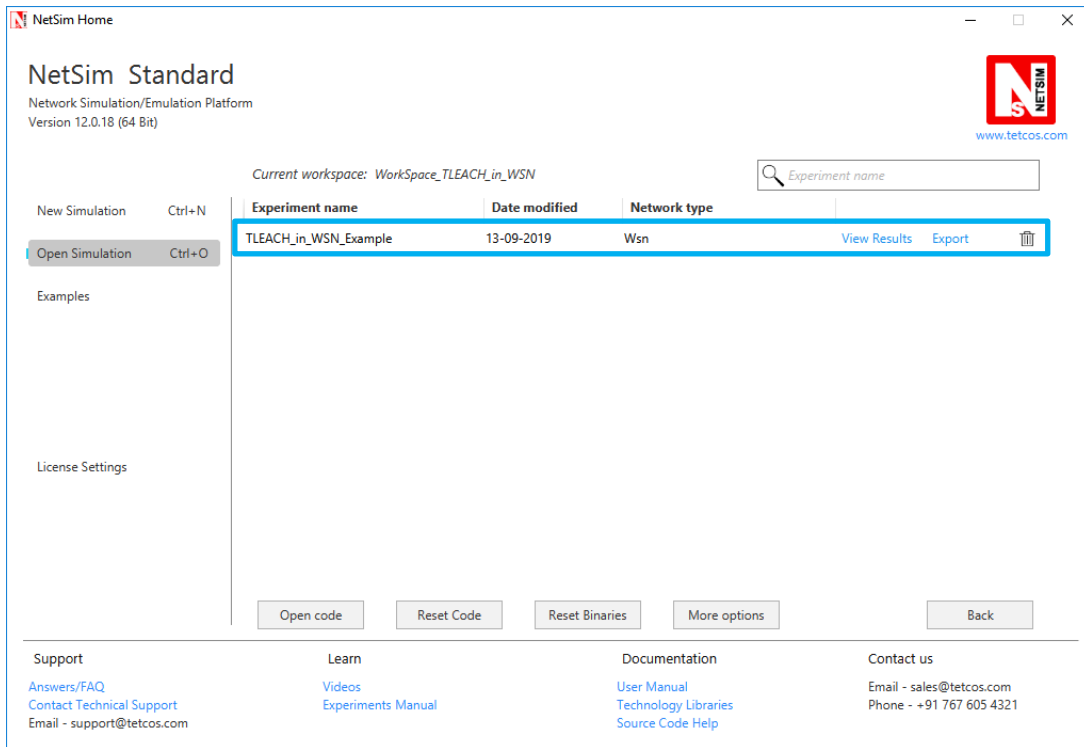 NetSim Home
NetSim Standard
Network Simulation/Emulation Platform
Version 12.0.18 (64 Bit)
NS NETSIM
www.tetcos.com
Current workspace: WorkSpace_TLEACH_in_WSN
Experiment name
New Simulation Ctrl+N
Open Simulation Ctrl+O
Examples
License Settings
Experiment name Date modified Network type
TLEACH_in_WSN_Example 13-09-2019 Wsn View Results Export
Open code Reset Code Reset Binaries More options Back
Support
Answers/FAQ
Contact Technical Support
Email - support@tetcos.com
Learn
Videos
Experiments Manual
Documentation
User Manual
Technology Libraries
Source Code Help
Contact us
Email - sales@tetcos.com
Phone - +91 767 605 4321